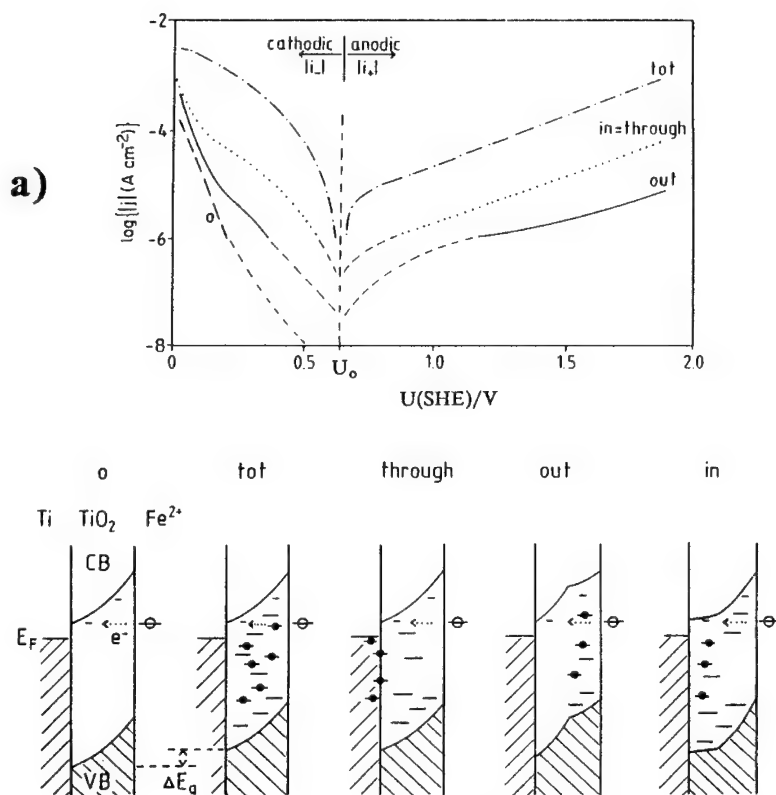 a)
-2
-4
-6
-8
log{|i|(A cm⁻²)}
cathodic
|i₋|
anodic
|i₊|
tot
in=through
out
o
0
0.5
U₀
1.0
1.5
2.0
U(SHE)/V
o
tot
through
out
in
Ti TiO₂ Fe²⁺
CB
E_F
e⁻
VB
ΔE_g